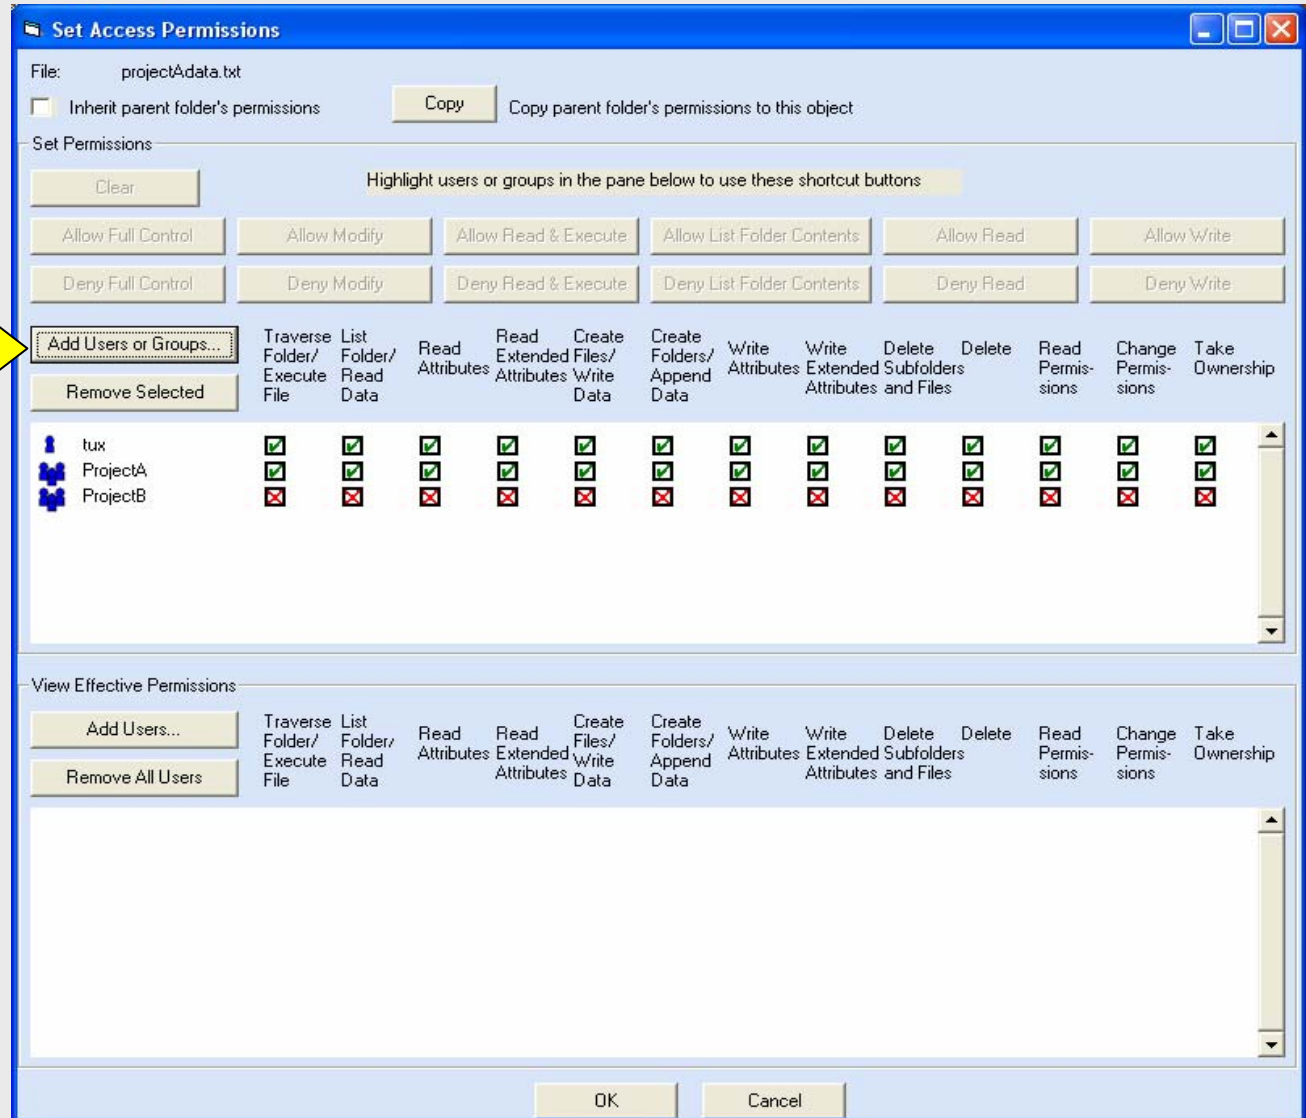 Set Access Permissions
File: projectAdata.txt
Inherit parent folder's permissions Copy Copy parent folder's permissions to this object
Set Permissions
Clear Highlight users or groups in the pane below to use these shortcut buttons
Allow Full Control Allow Modify Allow Read & Execute Allow List Folder Contents Allow Read Allow Write
Deny Full Control Deny Modify Deny Read & Execute Deny List Folder Contents Deny Read Deny Write
Add Users or Groups...
Remove Selected
Traverse Folder/ Execute File
List Folder/ Read Data
Read Attributes
Read Extended Attributes
Create Files/ Write Data
Create Folders/ Append Data
Write Attributes
Write Extended Attributes
Delete Subfolders and Files
Delete
Read Permis- sions
Change Permis- sions
Take Ownership
tux
ProjectA
ProjectB
View Effective Permissions
Add Users...
Remove All Users
Traverse Folder/ Execute File
List Folder/ Read Data
Read Attributes
Read Extended Attributes
Create Files/ Write Data
Create Folders/ Append Data
Write Attributes
Write Extended Attributes
Delete Subfolders and Files
Delete
Read Permis- sions
Change Permis- sions
Take Ownership
OK Cancel